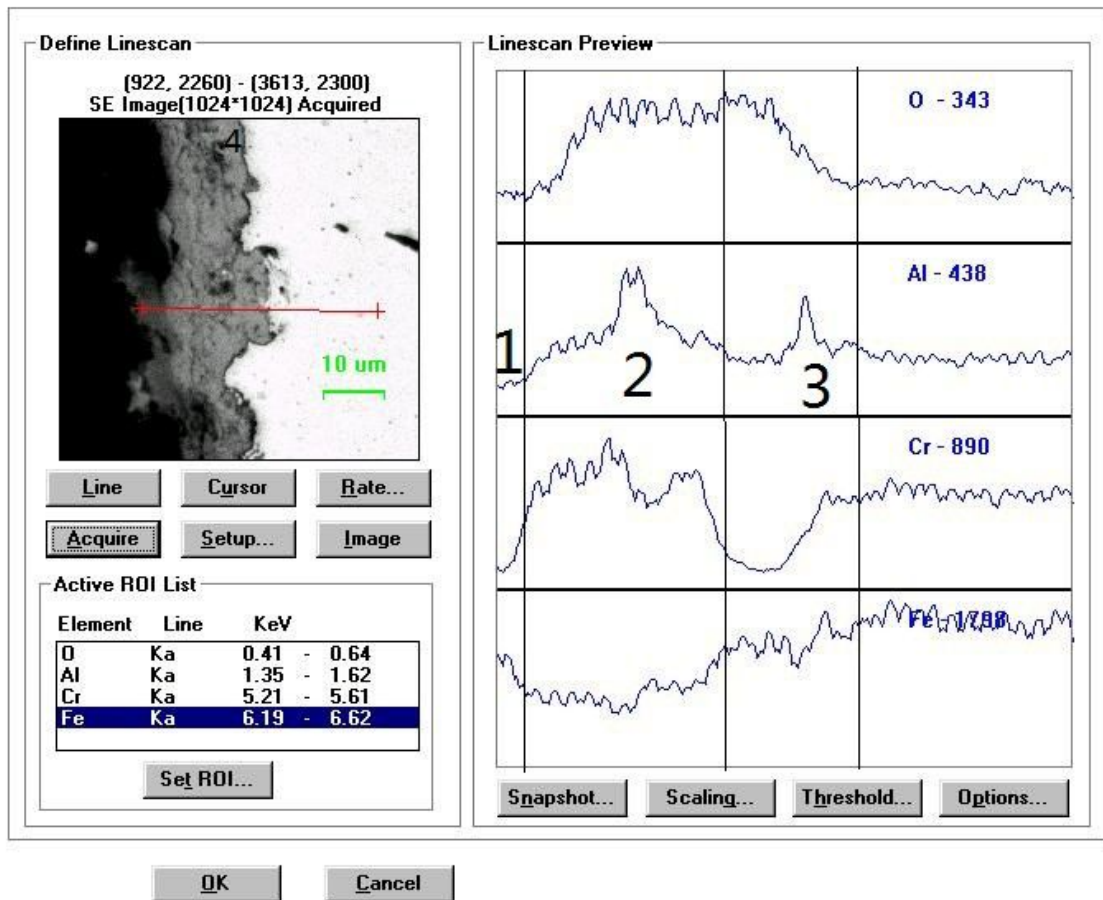 Define Linescan
(922, 2260) - (3613, 2300)
SE Image(1024*1024) Acquired
4
10 um
Line Cursor Rate...
Acquire Setup... Image
Active ROI List
Element Line KeV
O Ka 0.41 - 0.64
Al Ka 1.35 - 1.62
Cr Ka 5.21 - 5.61
Fe Ka 6.19 - 6.62
Set ROI...
Linescan Preview
O - 343
Al - 438
1
2
3
Cr - 890
Fe - 1798
Snapshot... Scaling... Threshold... Options...
OK Cancel